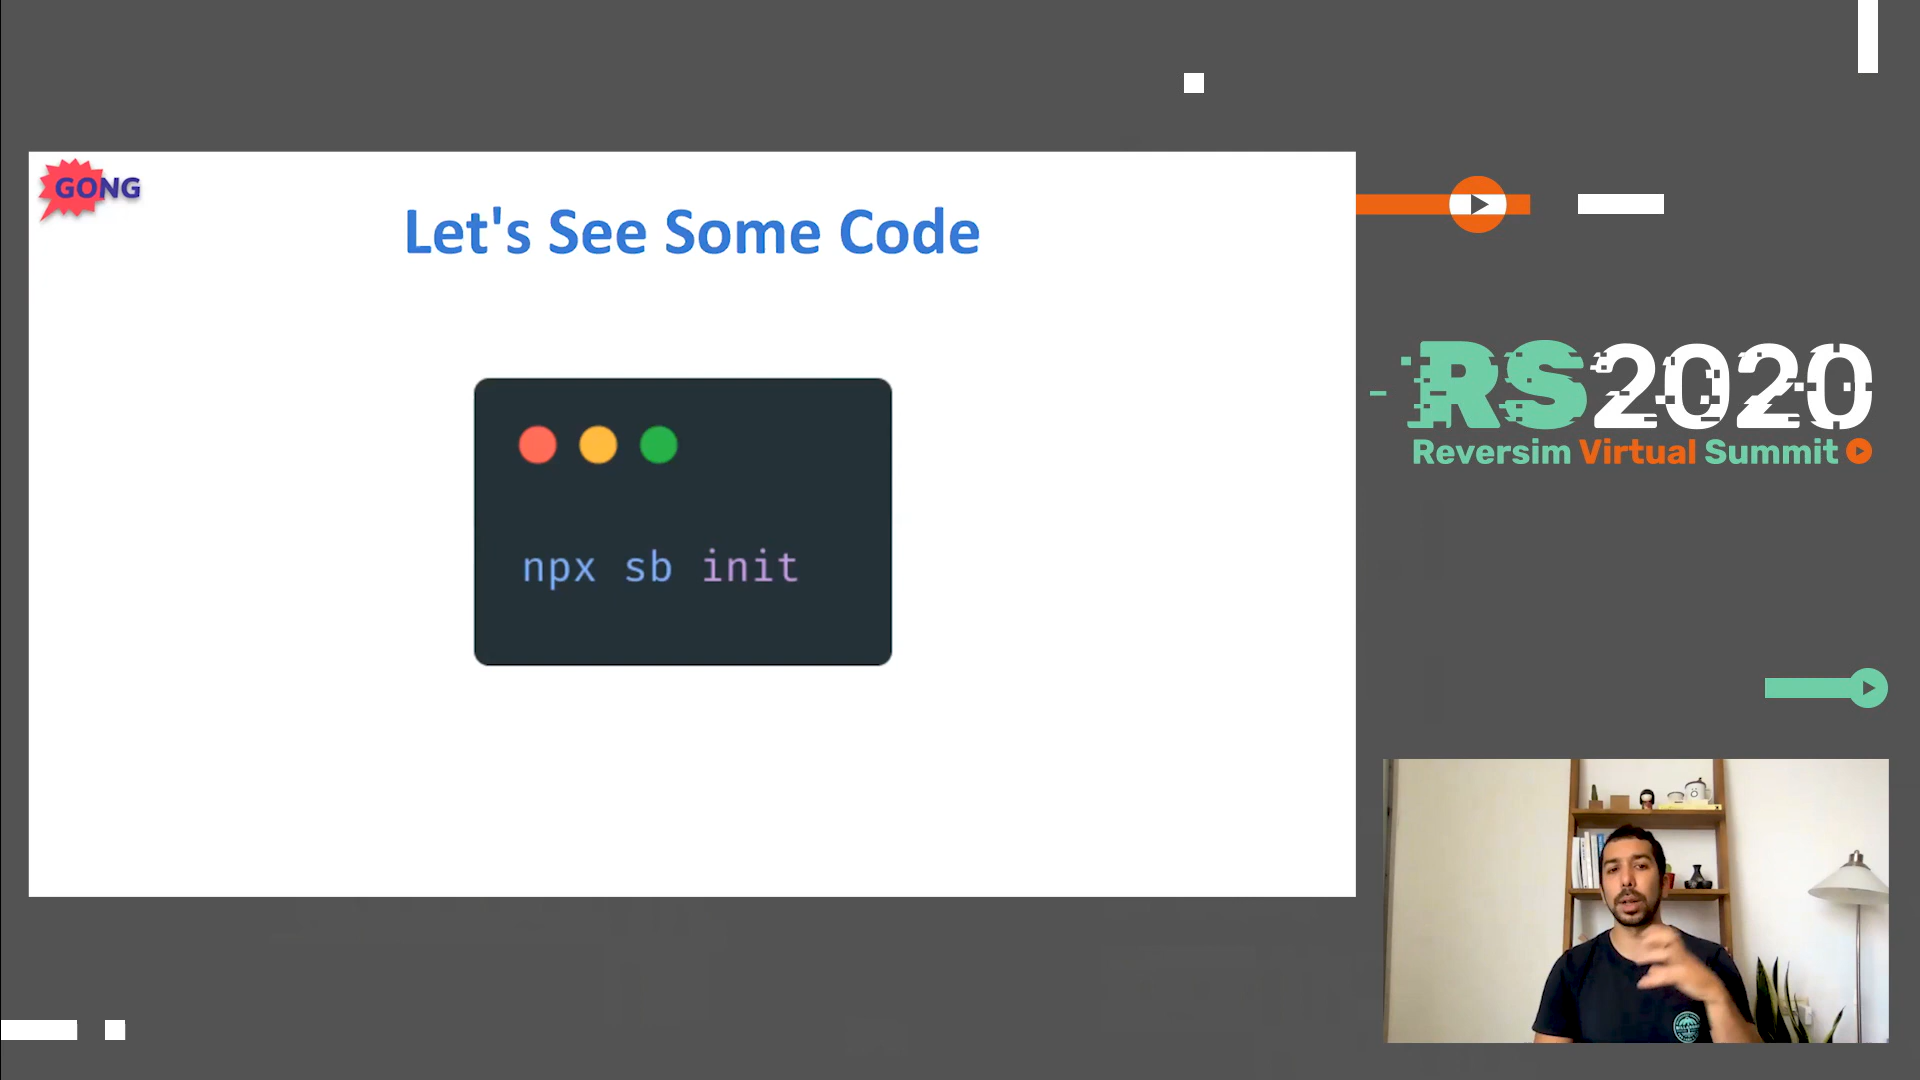 GONG
Let's See Some Code
npx sb init
RS2020
Reversim Virtual Summit